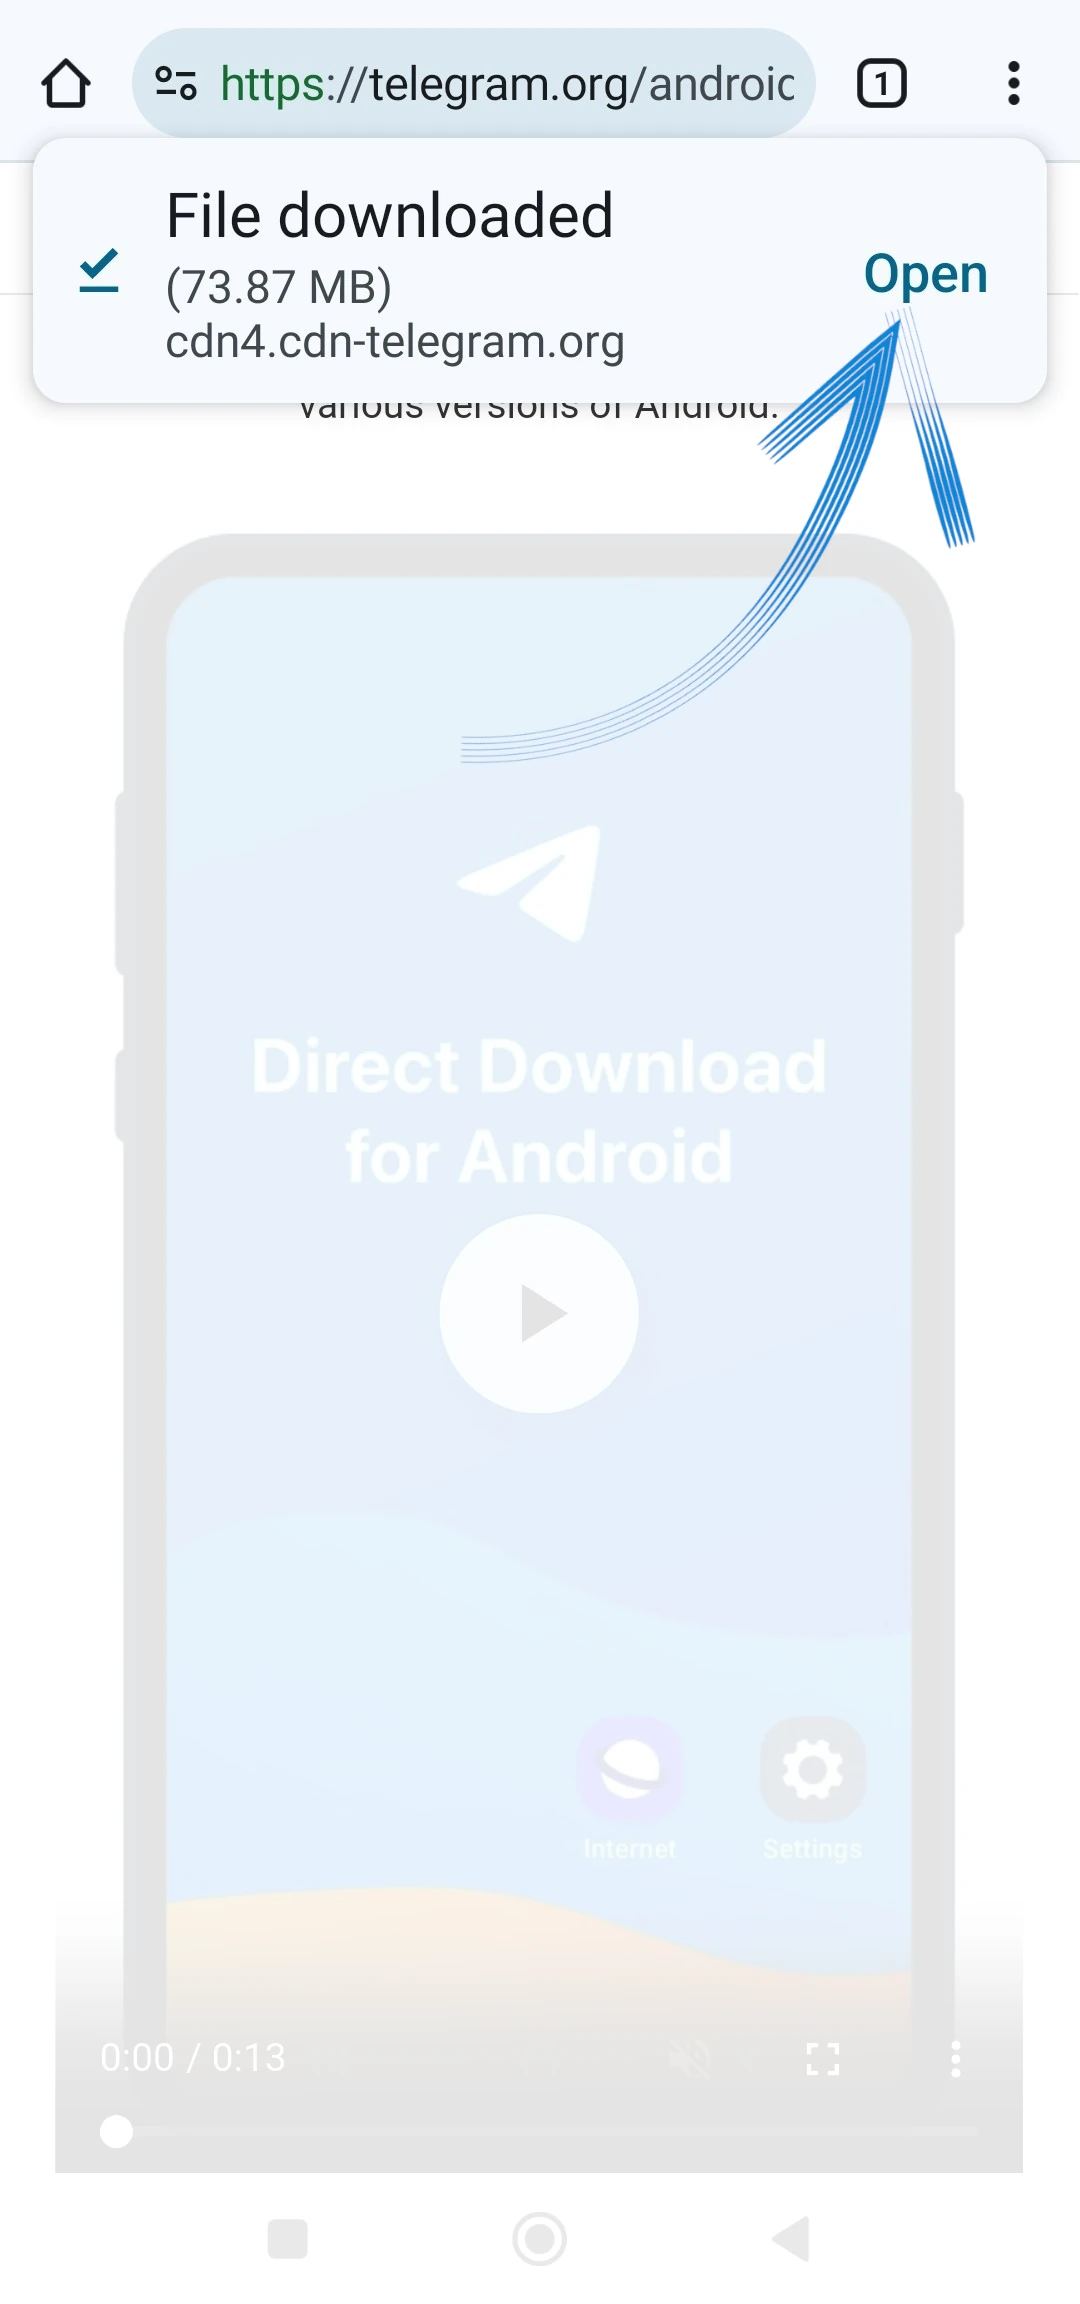 https://telegram.org/androic
1
File downloaded
(73.87 MB)
Open
cdn4.cdn-telegram.org
various versions of Android.
Direct Download
for Android
Internet
Settings
0:00 / 0:13